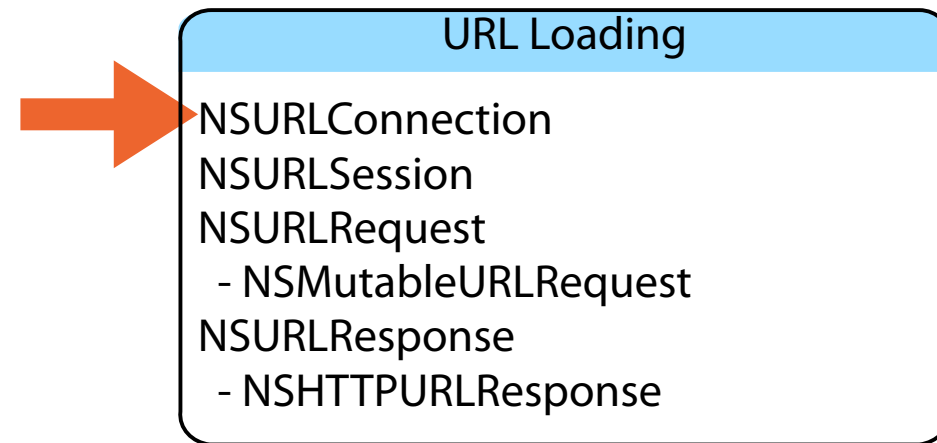 URL Loading
NSURLConnection
NSURLSession
NSURLRequest
- NSMutableURLRequest
NSURLResponse
- NSHTTPURLResponse